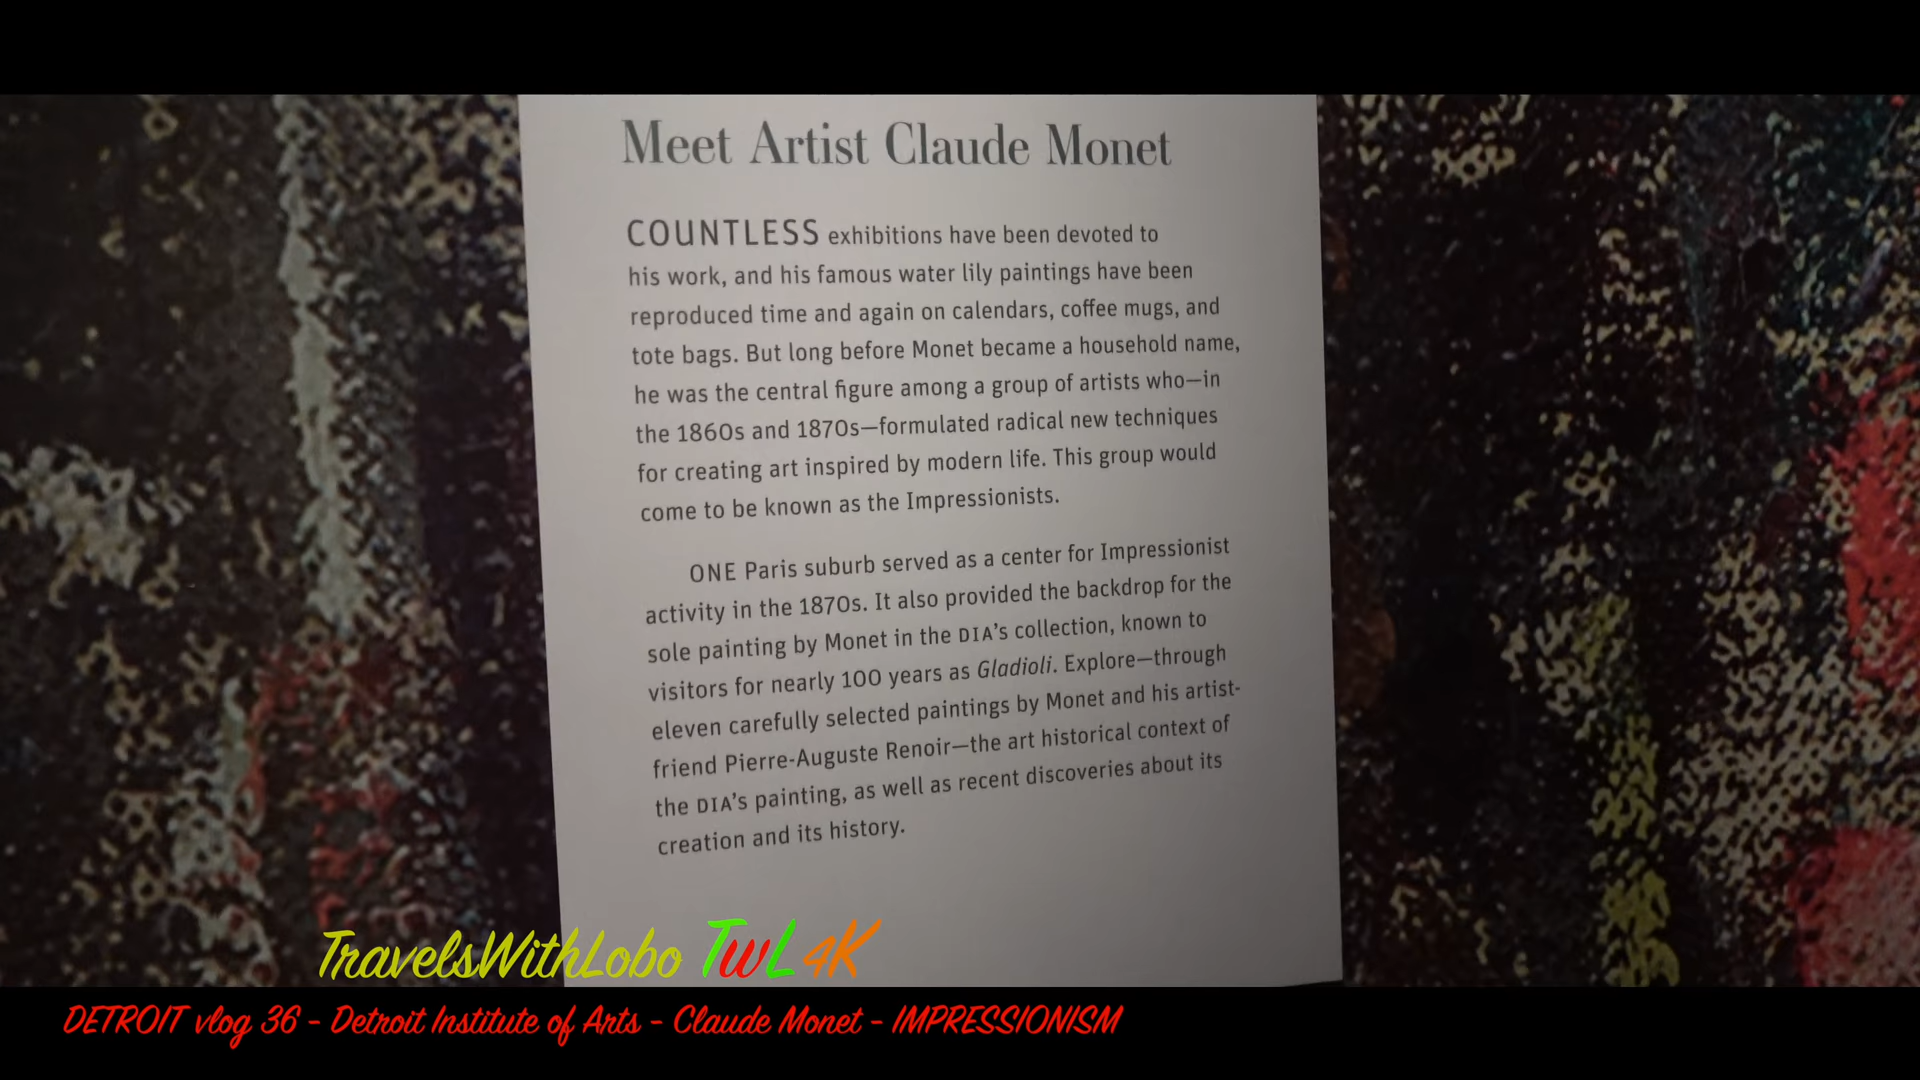 Meet Artist Claude Monet
COUNTLESS exhibitions have been devoted to
his work, and his famous water lily paintings have been
reproduced time and again on calendars, coffee mugs, and
tote bags. But long before Monet became a household name,
he was the central figure among a group of artists who—in
the 1860s and 1870s—formulated radical new techniques
for creating art inspired by modern life. This group would
come to be known as the Impressionists.
ONE Paris suburb served as a center for Impressionist
activity in the 1870s. It also provided the backdrop for the
sole painting by Monet in the DIA's collection, known to
visitors for nearly 100 years as Gladioli. Explore—through
eleven carefully selected paintings by Monet and his artist-
friend Pierre-Auguste Renoir—the art historical context of
the DIA's painting, as well as recent discoveries about its
creation and its history.
TravelsWithLobo TwL 4K
DETROIT vlog 36 - Detroit Institute of Arts - Claude Monet - IMPRESSIONISM